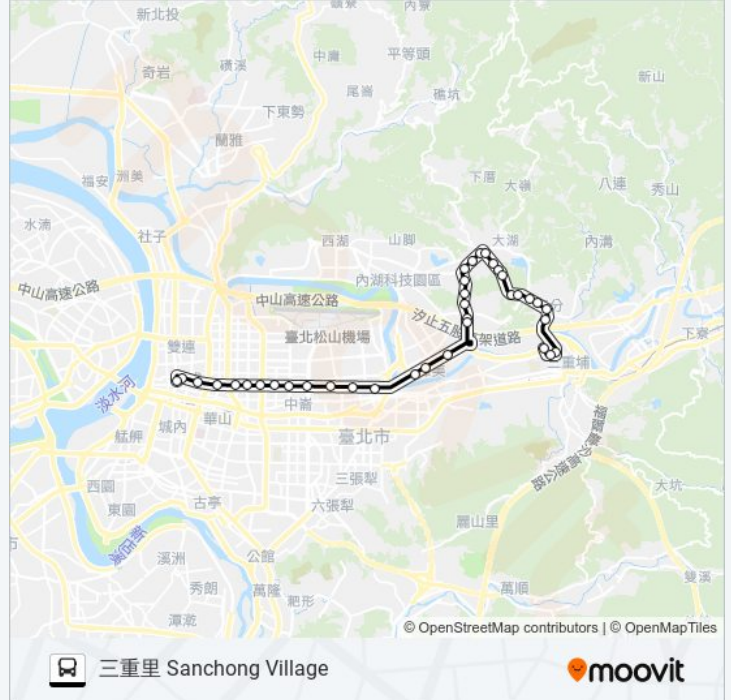 新北投
內寮
中庸
平等頭
奇岩
磺溪
新山
尾崙
礁坑
下東勢
蘭雅
下厝
大嶺
八連
秀山
福安
洲美
水湳
社子
西湖
山腳
大湖
內溝
中山高速公路
內湖科技園區
中山高速公路
汐止五股
架道路
下寮
臺北松山機場
雙連
三重埔
淡水河
中崙
華山
城內
艋舺
臺北市
三張犁
西園
六張犁
大坑
東園
古亭
麗山里
新店溪
溪洲
公館
雙溪
秀朗
萬隆
萬順
漳澨
© OpenStreetMap contributors | © OpenMapTiles
三重里 Sanchong Village
moovit